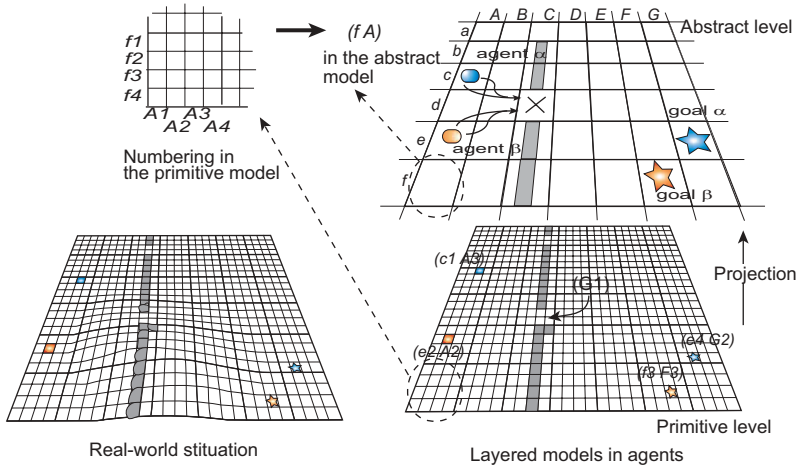 f1
f2
f3
f4
A1
A2
A3
A4
Numbering in
the primitive model
(f A)
in the abstract
model
A B C D E F G
a
b
c
d
e
f
Abstract level
agent α
agent β
goal α
goal β
(c1 A3)
(G1)
(e2 A2)
(e4 G2)
(f3 F3)
Projection
Primitive level
Real-world stituation
Layered models in agents